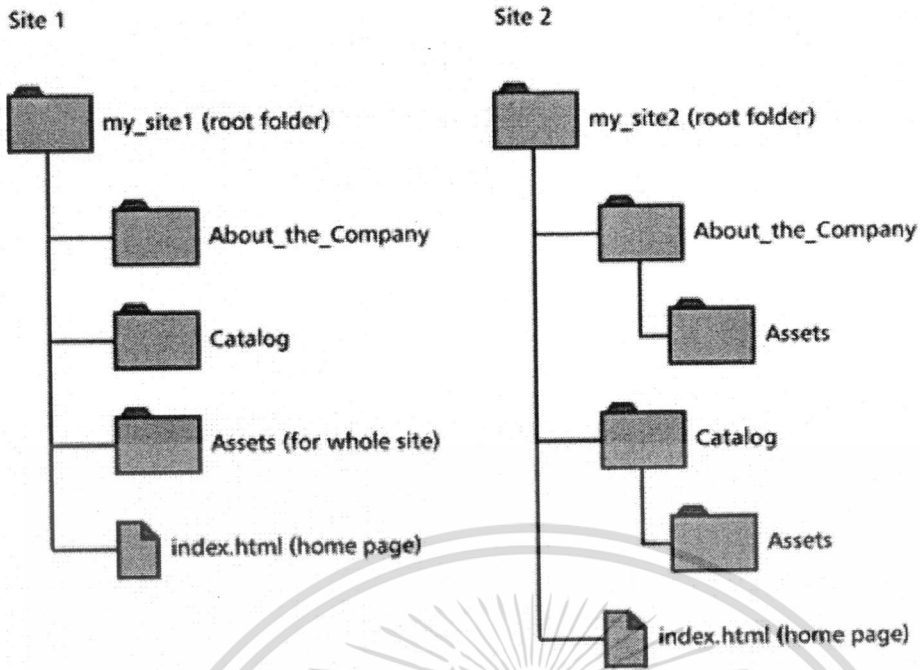 Site 1
my_site1 (root folder)
About_the_Company
Catalog
Assets (for whole site)
index.html (home page)
Site 2
my_site2 (root folder)
About_the_Company
Assets
Catalog
Assets
index.html (home page)